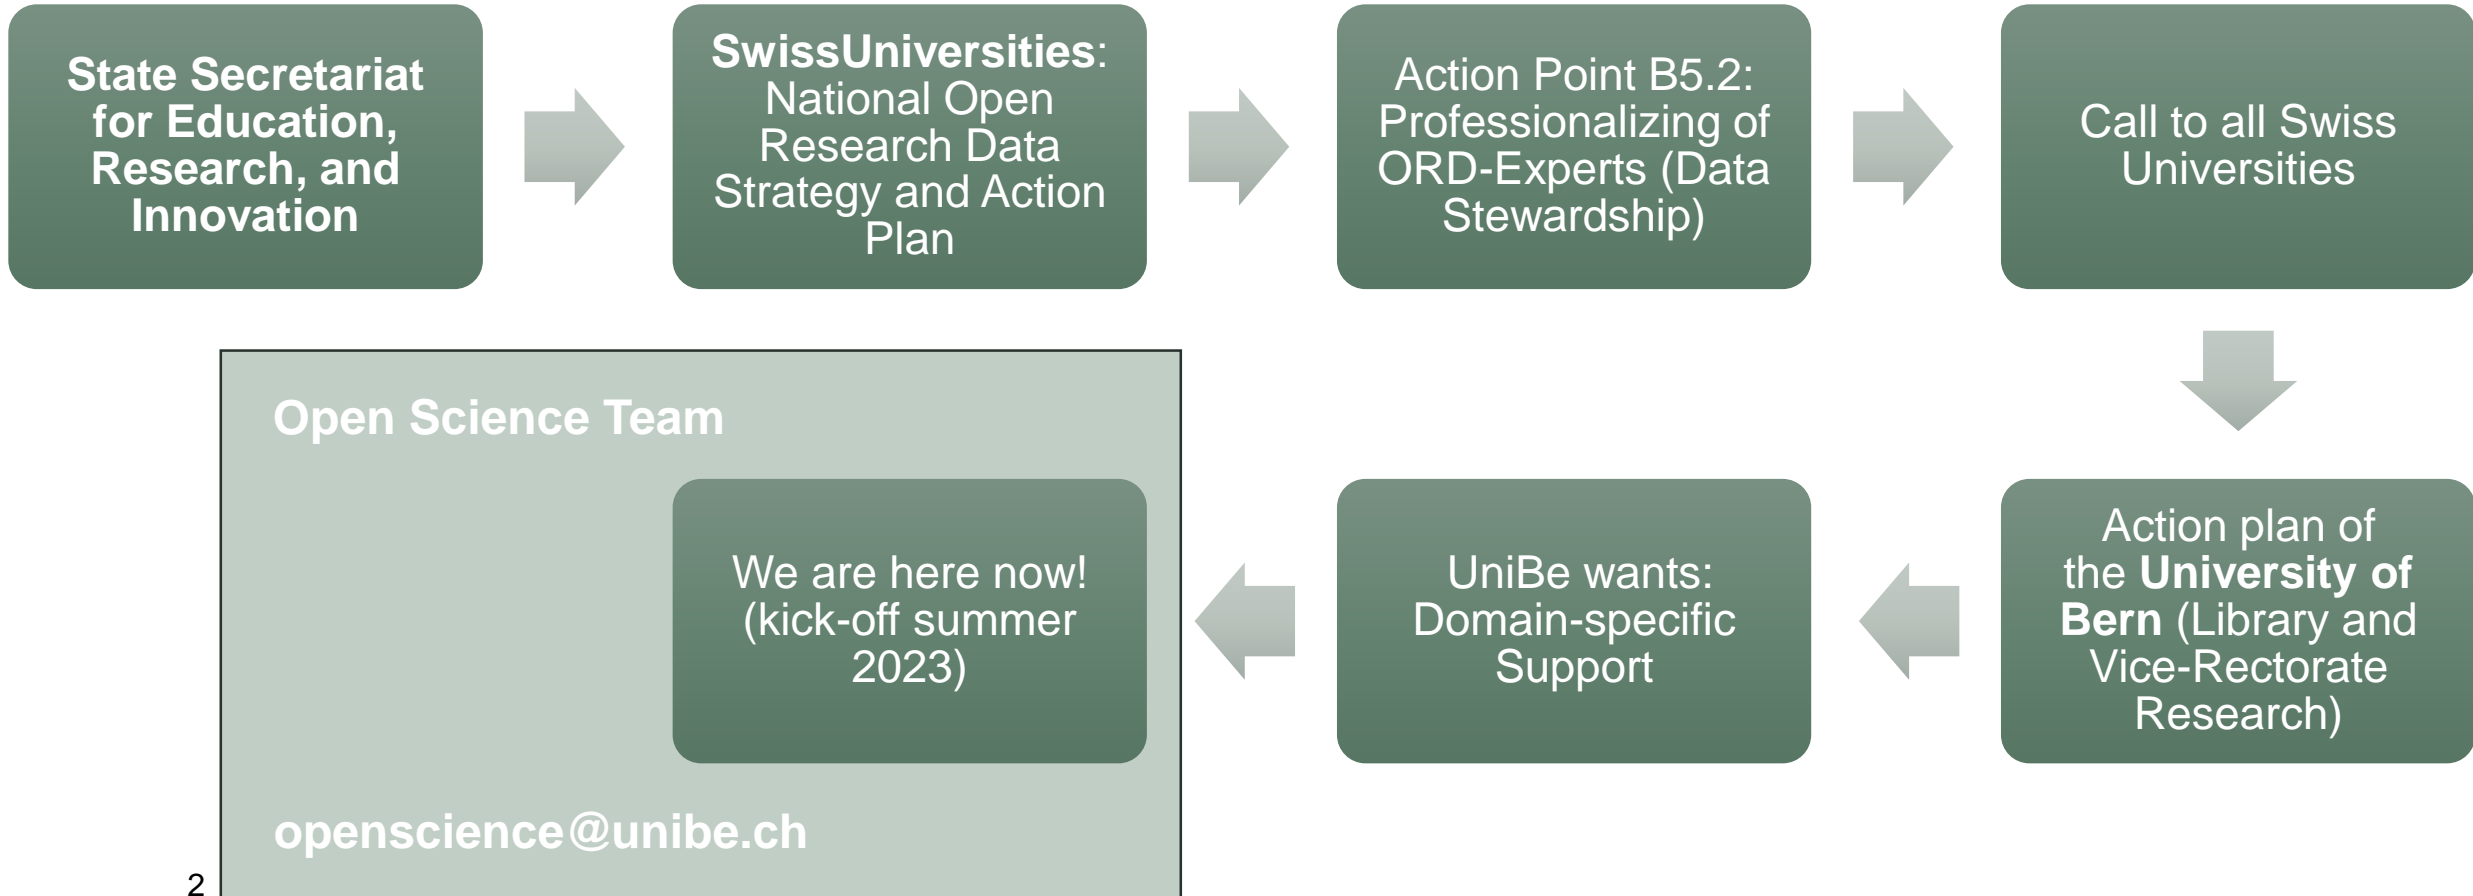 State Secretariat
for Education,
Research, and
Innovation
SwissUniversities:
National Open
Research Data
Strategy and Action
Plan
Action Point B5.2:
Professionalizing of
ORD-Experts (Data
Stewardship)
Call to all Swiss
Universities
Action plan of
the University of
Bern (Library and
Vice-Rectorate
Research)
UniBe wants:
Domain-specific
Support
Open Science Team
We are here now!
(kick-off summer
2023)
openscience@unibe.ch
2